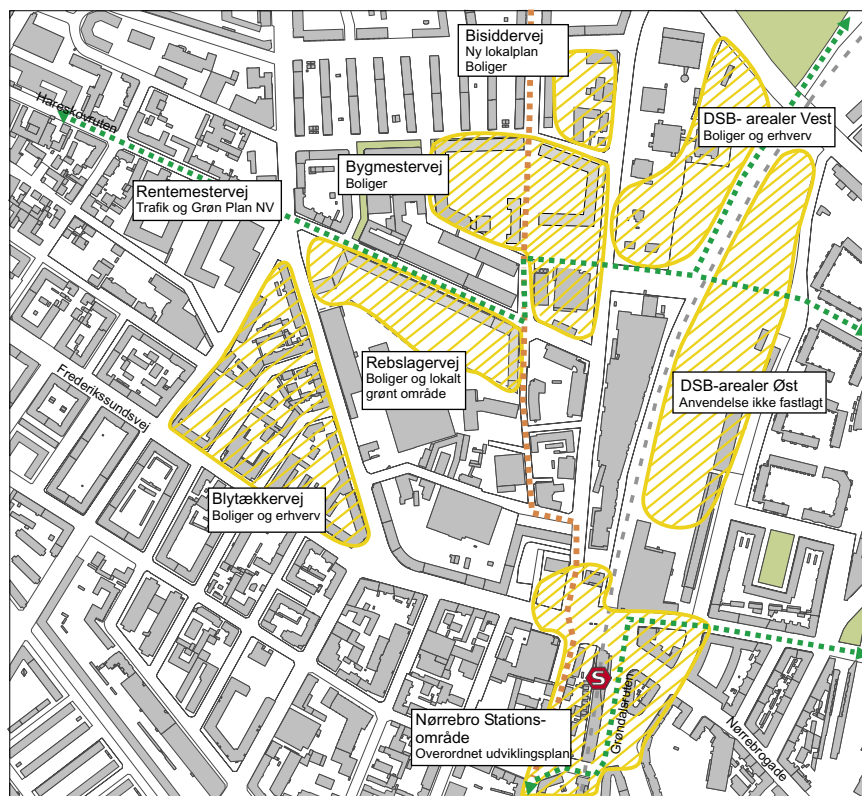 Bisiddervej
Ny lokalplan
Boliger
Hareskovruten
DSB- arealer Vest
Boliger og erhverv
Bygmestervej
Boliger
Rentemestervej
Trafik og Grøn Plan NV
Rebslagervej
Boliger og lokalt
grønt område
DSB-arealer Øst
Anvendelse ikke fastlagt
Frederikssundsvej
Blytækkervej
Boliger og erhverv
S
Grøndalsruten
Nørrebro Stations-
område
Overordnet udviklingsplan
Nørrebrogade